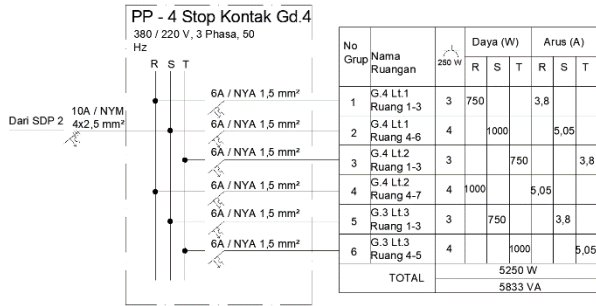 PP - 4 Stop Kontak Gd.4
380 / 220 V, 3 Phasa, 50
Hz
R S T
Dari SDP 2
10A / NYM
4x2,5 mm²
6A / NYA 1,5 mm²
6A / NYA 1,5 mm²
6A / NYA 1,5 mm²
6A / NYA 1,5 mm²
6A / NYA 1,5 mm²
6A / NYA 1,5 mm²
No Grup Nama Ruangan 250 W Daya (W) Arus (A)
R S T R S T
1 G.4 Lt.1 Ruang 1-3 3 750 3,8
2 G.4 Lt.1 Ruang 4-6 4 1000 5,05
3 G.4 Lt.2 Ruang 1-3 3 750 3,8
4 G.4 Lt.2 Ruang 4-7 4 1000 5,05
5 G.3 Lt.3 Ruang 1-3 3 750 3,8
6 G.3 Lt.3 Ruang 4-5 4 1000 5,05
TOTAL 5250 W
5833 VA